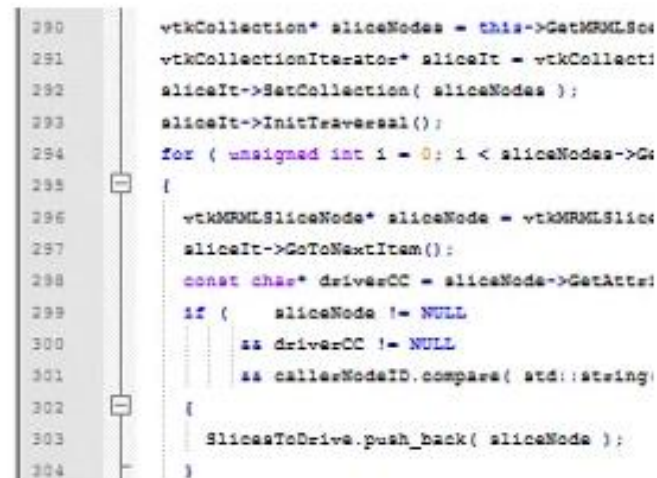 290 vtkCollection* sliceNodes = this->GetMRMLSce
291 vtkCollectionIterator* sliceIt = vtkCollecti
292 sliceIt->SetCollection( sliceNodes );
293 sliceIt->InitTraversal();
294 for ( unsigned int i = 0; i < sliceNodes->Ge
295 {
296 vtkMRMLSliceNode* sliceNode = vtkMRMLSlice
297 sliceIt->GoToNextItem();
298 const char* driverCC = sliceNode->GetAttri
299 if ( sliceNode != NULL
300 && driverCC != NULL
301 && callerNodeID.compare( std::string(
302 {
303 SlicesToDrive.push_back( sliceNode );
304 }